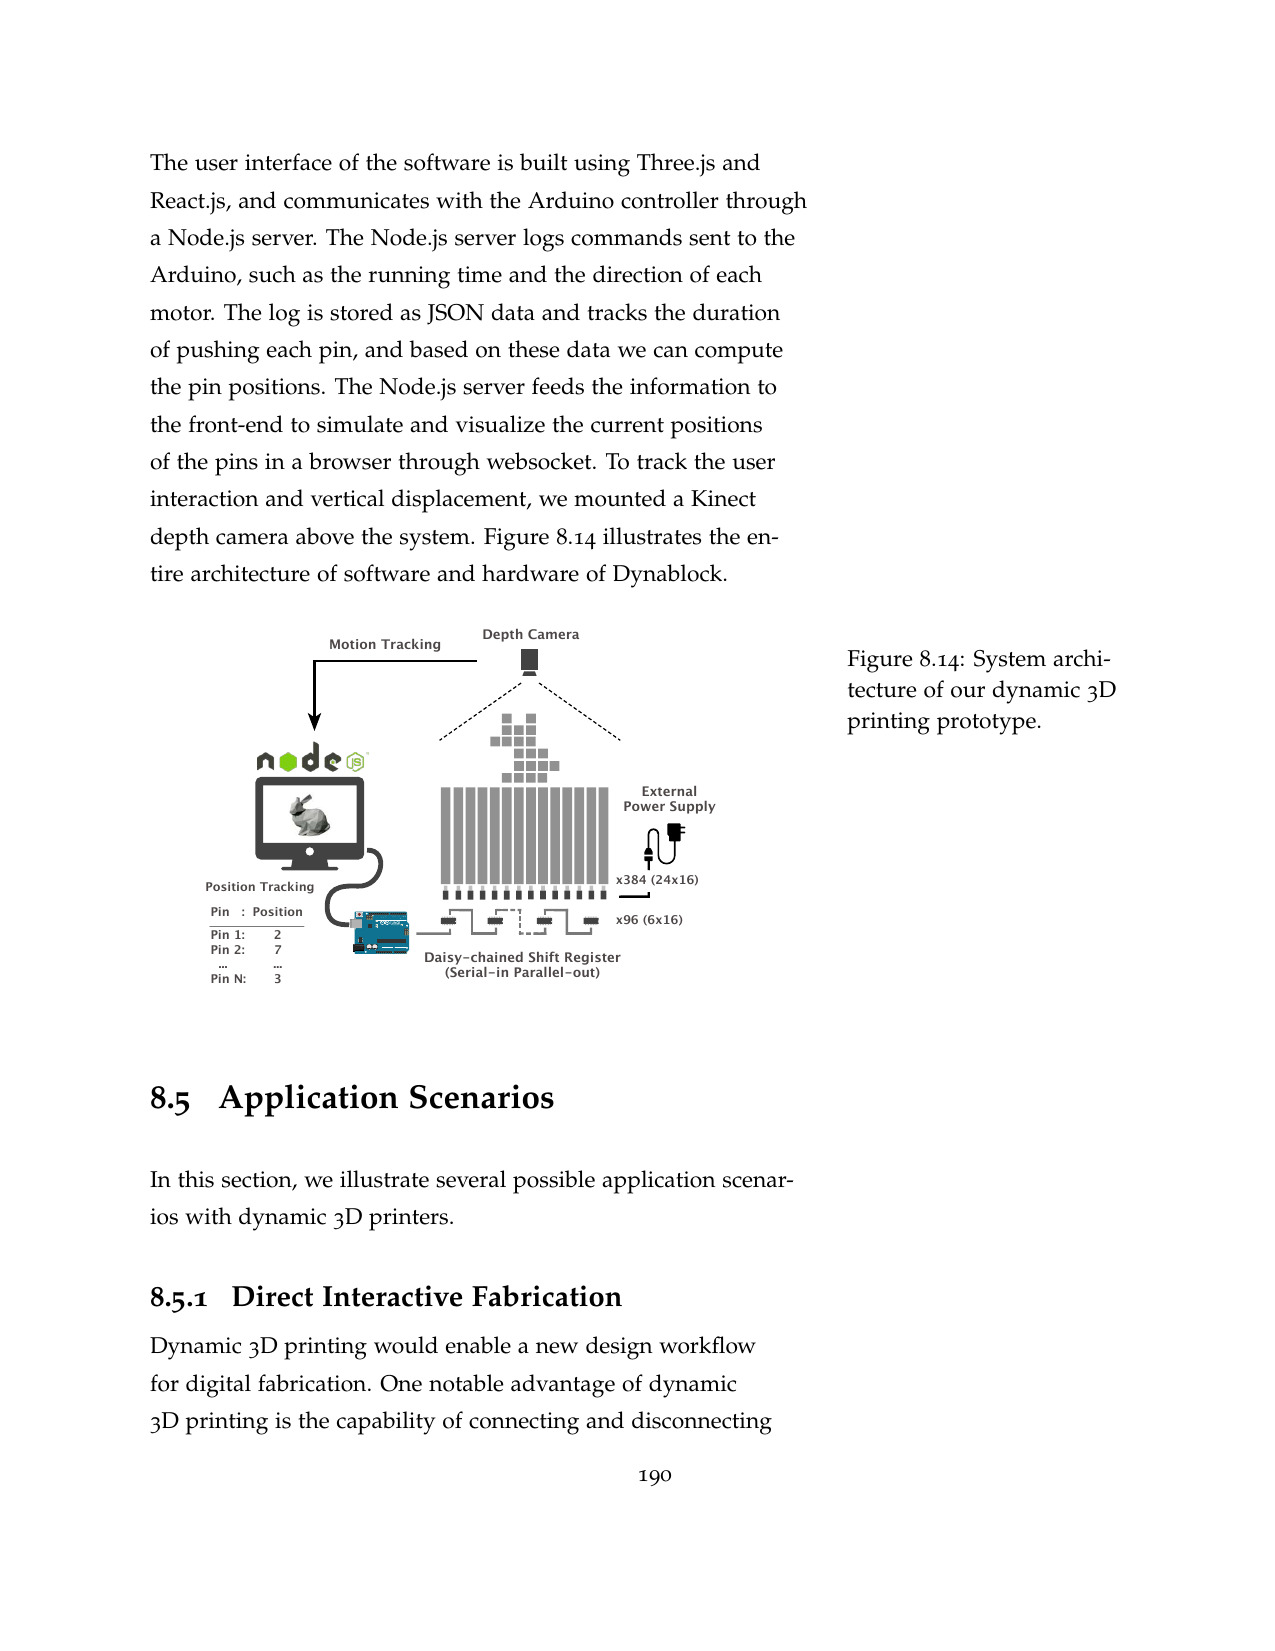 The user interface of the software is built using Three.js and
React.js, and communicates with the Arduino controller through
a Node.js server. The Node.js server logs commands sent to the
Arduino, such as the running time and the direction of each
motor. The log is stored as JSON data and tracks the duration
of pushing each pin, and based on these data we can compute
the pin positions. The Node.js server feeds the information to
the front-end to simulate and visualize the current positions
of the pins in a browser through websocket. To track the user
interaction and vertical displacement, we mounted a Kinect
depth camera above the system. Figure 8.14 illustrates the en-
tire architecture of software and hardware of Dynablock.
Depth Camera
Motion Tracking
node
JS
External
Power Supply
x384 (24x16)
Position Tracking
Pin : Position
Pin 1: 2
Pin 2: 7
... ...
Pin N: 3
x96 (6x16)
Daisy-chained Shift Register
(Serial-in Parallel-out)
Figure 8.14: System archi-
tecture of our dynamic 3D
printing prototype.
8.5 Application Scenarios
In this section, we illustrate several possible application scenar-
ios with dynamic 3D printers.
8.5.1 Direct Interactive Fabrication
Dynamic 3D printing would enable a new design workflow
for digital fabrication. One notable advantage of dynamic
3D printing is the capability of connecting and disconnecting
190